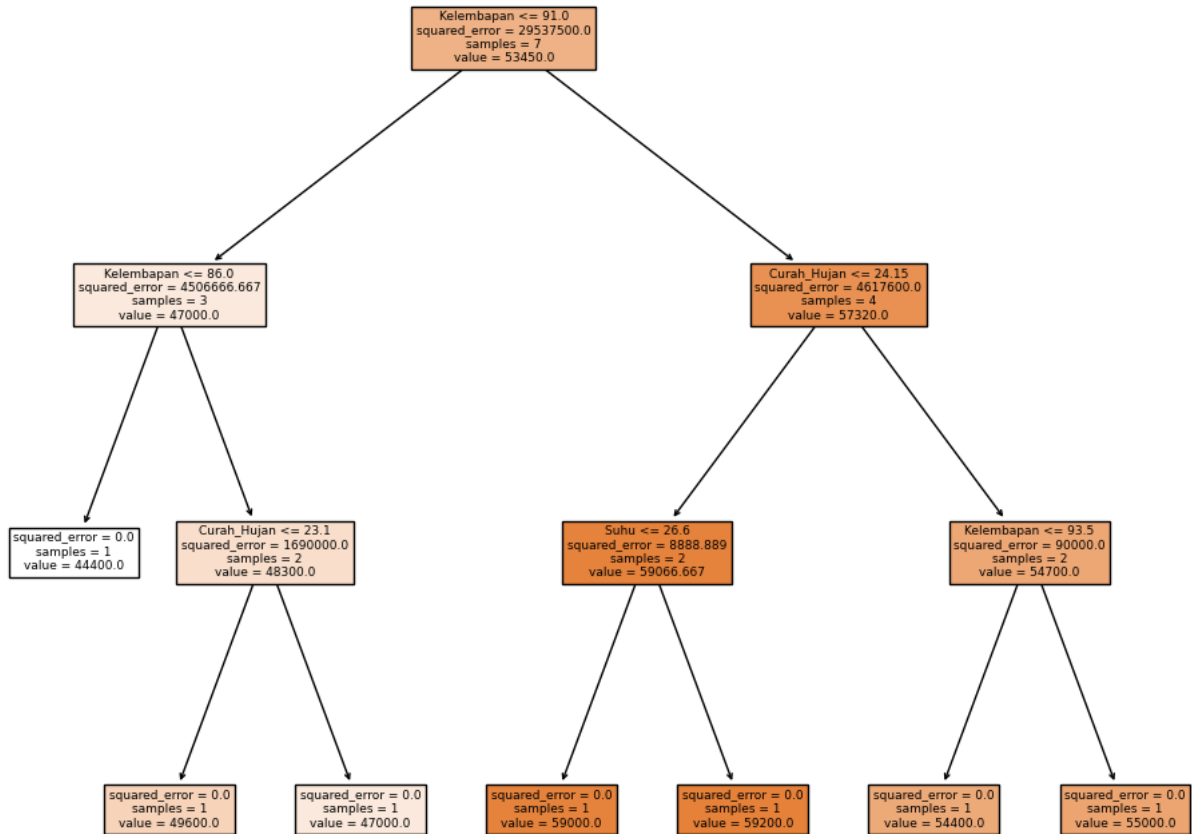 Kelembapan <= 91.0
squared_error = 29537500.0
samples = 7
value = 53450.0
Kelembapan <= 86.0
squared_error = 4506666.667
samples = 3
value = 47000.0
Curah_Hujan <= 24.15
squared_error = 4617600.0
samples = 4
value = 57320.0
squared_error = 0.0
samples = 1
value = 44400.0
Curah_Hujan <= 23.1
squared_error = 1690000.0
samples = 2
value = 48300.0
Suhu <= 26.6
squared_error = 8888.889
samples = 2
value = 59066.667
Kelembapan <= 93.5
squared_error = 90000.0
samples = 2
value = 54700.0
squared_error = 0.0
samples = 1
value = 49600.0
squared_error = 0.0
samples = 1
value = 47000.0
squared_error = 0.0
samples = 1
value = 59000.0
squared_error = 0.0
samples = 1
value = 59200.0
squared_error = 0.0
samples = 1
value = 54400.0
squared_error = 0.0
samples = 1
value = 55000.0